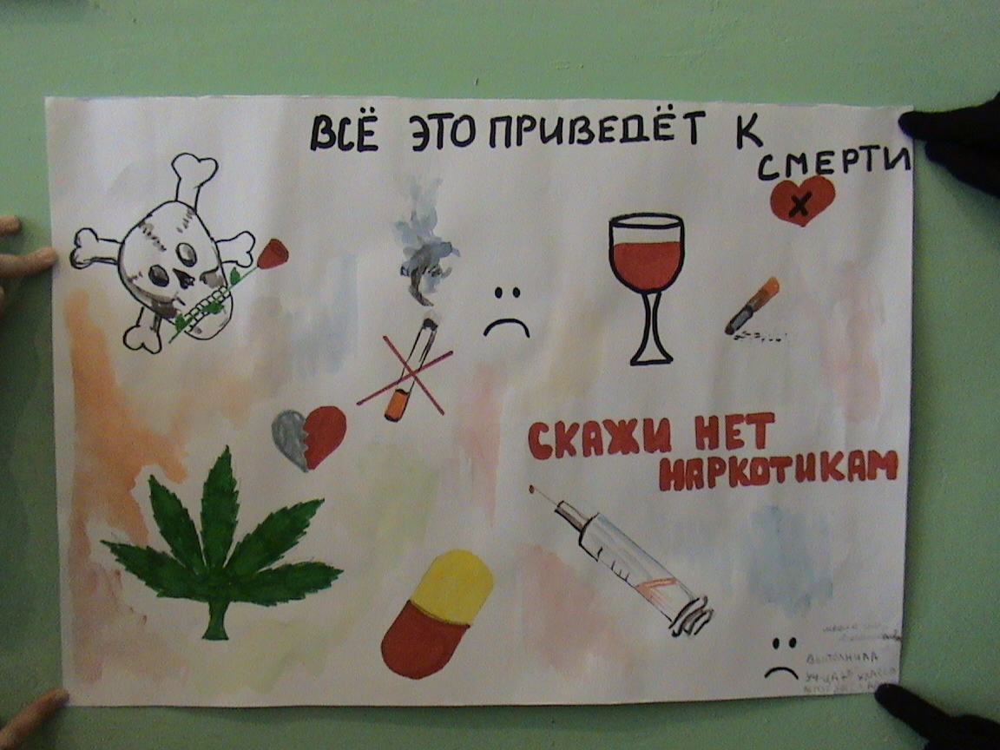 ВСЁ ЭТО ПРИВЕДЁТ К
СМЕРТИ
СКАЖИ НЕТ
НАРКОТИКАМ
ВЫПОЛНИЛА